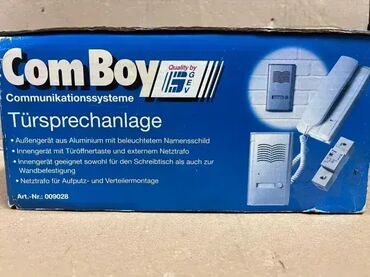 Com Boy
Quality by
GEV
Communikationssysteme
Türsprechanlage
• Außengerät aus Aluminium mit beleuchtetem Namensschild
• Innengerät mit Türöffnertaste und externem Netztrafo
• Innengerät geeignet sowohl für den Schreibtisch als auch zur
Wandbefestigung
• Netztrafo für Aufputz- und Verteilermontage
Art.-Nr.: 009028